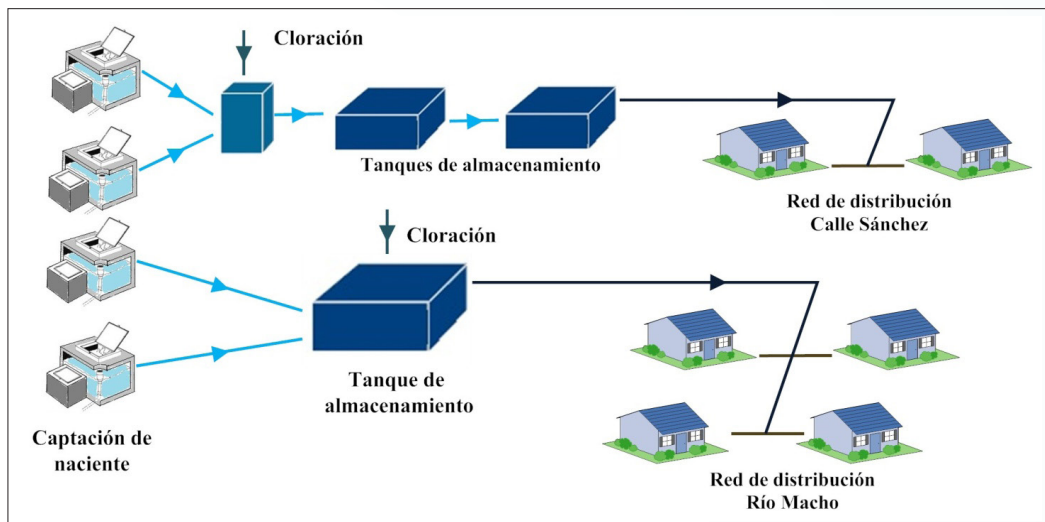 Cloración
Tanques de almacenamiento
Red de distribución
Calle Sánchez
Cloración
Tanque de
almacenamiento
Captación de
naciente
Red de distribución
Río Macho